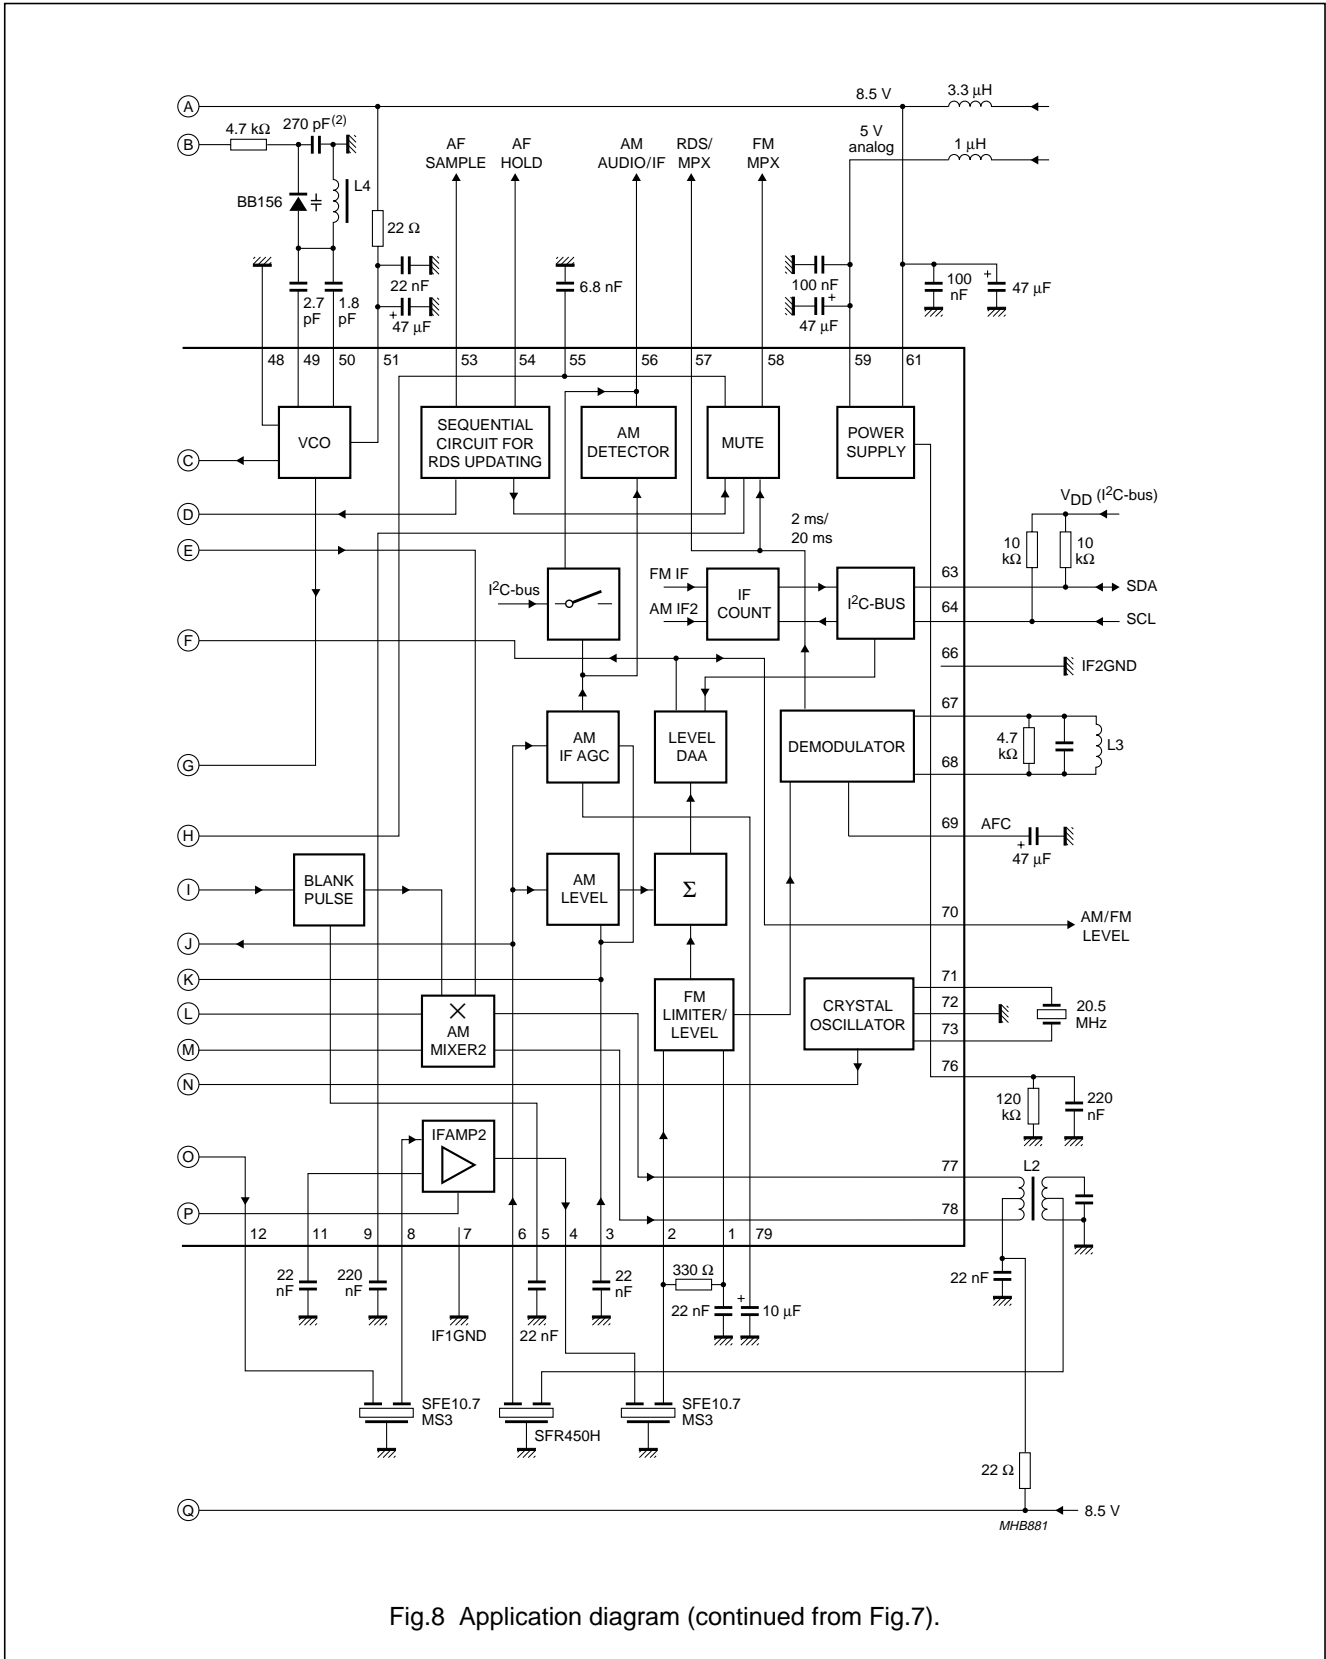 A
8.5 V
3.3 µH
B
4.7 kΩ
270 pF(2)
AF
SAMPLE
AF
HOLD
AM
AUDIO/IF
RDS/
MPX
FM
MPX
5 V
analog
1 µH
BB156
L4
22 Ω
22 nF
47 µF
+
6.8 nF
100 nF
47 µF
+
100
nF
47 µF
+
2.7
pF
1.8
pF
48
49
50
51
53
54
55
56
57
58
59
61
VCO
SEQUENTIAL
CIRCUIT FOR
RDS UPDATING
AM
DETECTOR
MUTE
POWER
SUPPLY
C
D
E
2 ms/
20 ms
VDD (I2C-bus)
10
kΩ
10
kΩ
I2C-bus
FM IF
AM IF2
IF
COUNT
I2C-BUS
63
SDA
64
SCL
F
66
IF2GND
67
G
AM
IF AGC
LEVEL
DAA
DEMODULATOR
4.7
kΩ
L3
68
H
69
AFC
+
47 µF
I
BLANK
PULSE
AM
LEVEL
Σ
70
AM/FM
LEVEL
J
K
71
L
×
AM
MIXER2
FM
LIMITER/
LEVEL
CRYSTAL
OSCILLATOR
72
73
20.5
MHz
M
N
76
120
kΩ
220
nF
O
IFAMP2
77
L2
P
78
12
11
9
8
7
6
5
4
3
2
1
79
22
nF
220
nF
IF1GND
22 nF
22
nF
330 Ω
22 nF
+
10 µF
22 nF
SFE10.7
MS3
SFR450H
SFE10.7
MS3
22 Ω
Q
8.5 V
MHB881
Fig.8 Application diagram (continued from Fig.7).